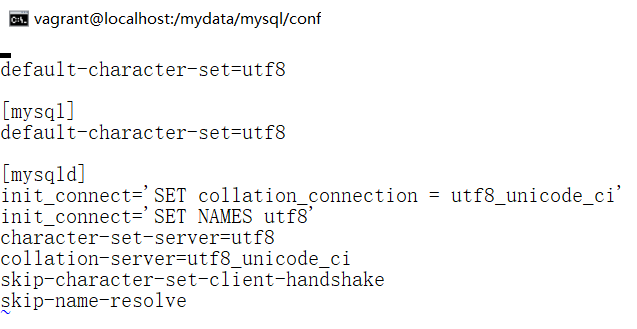 vagrant@localhost:/mydata/mysql/conf
default-character-set=utf8
[mysql]
default-character-set=utf8
[mysqld]
init_connect='SET collation_connection = utf8_unicode_ci'
init_connect='SET NAMES utf8'
character-set-server=utf8
collation-server=utf8_unicode_ci
skip-character-set-client-handshake
skip-name-resolve
~